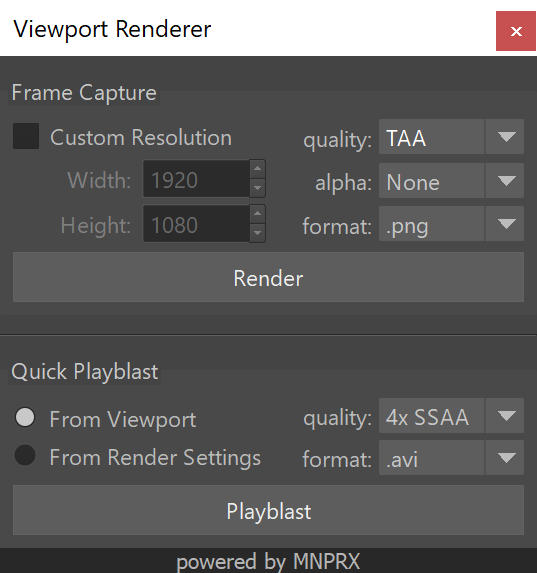 Viewport Renderer
Frame Capture
Custom Resolution
quality: TAA
Width: 1920
alpha: None
Height: 1080
format: .png
Render
Quick Playblast
From Viewport
quality: 4x SSAA
From Render Settings
format: .avi
Playblast
powered by MNPRX